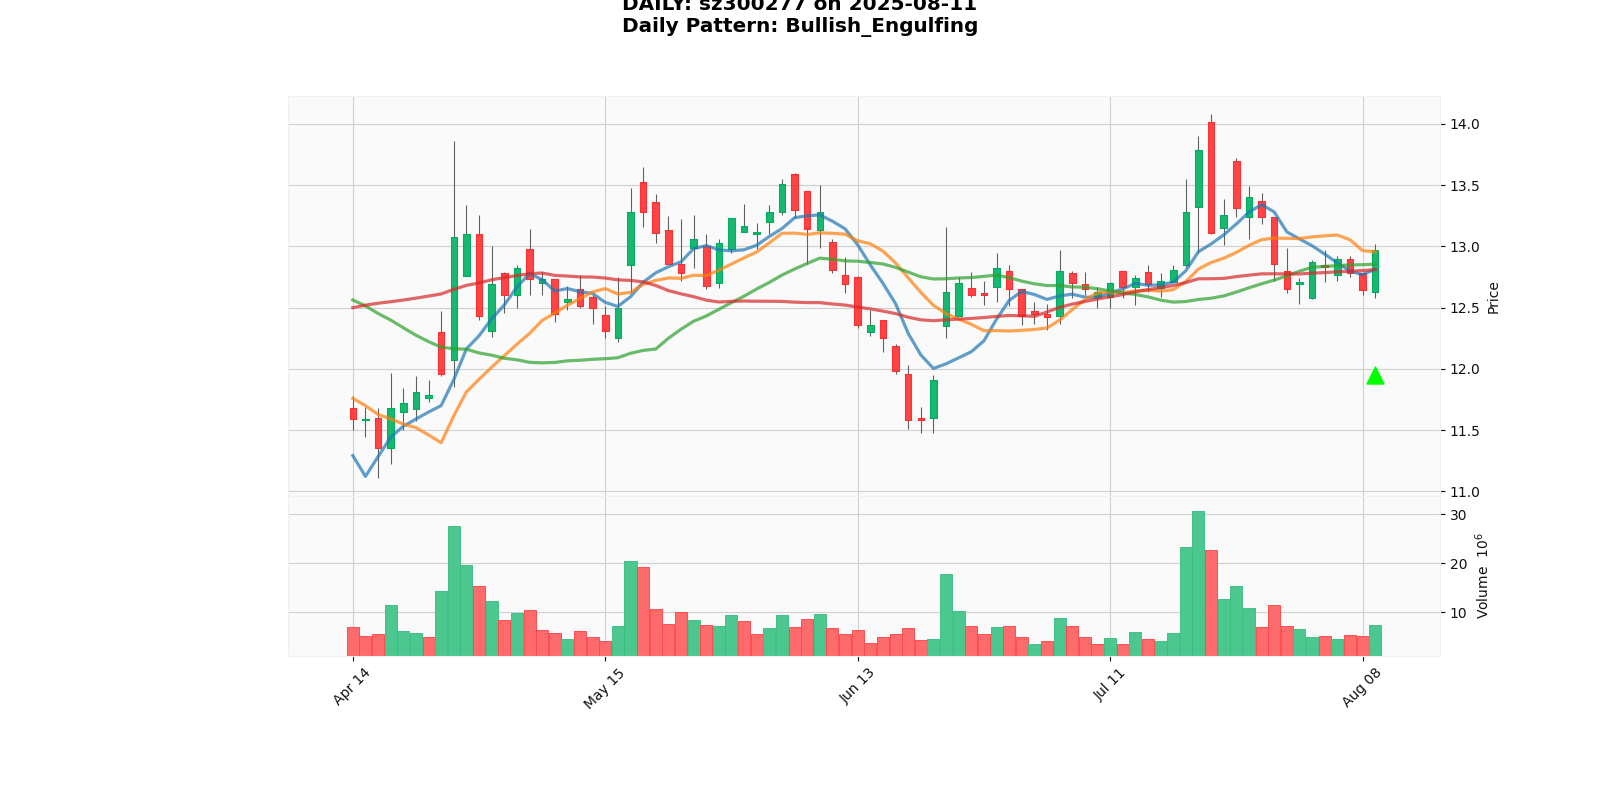 DAILY: sz300277 on 2025-08-11
Daily Pattern: Bullish_Engulfing
14.0
13.5
13.0
12.5
12.0
11.5
11.0
Price
30
20
10
Volume 10^6
Apr 14
May 15
Jun 13
Jul 11
Aug 08